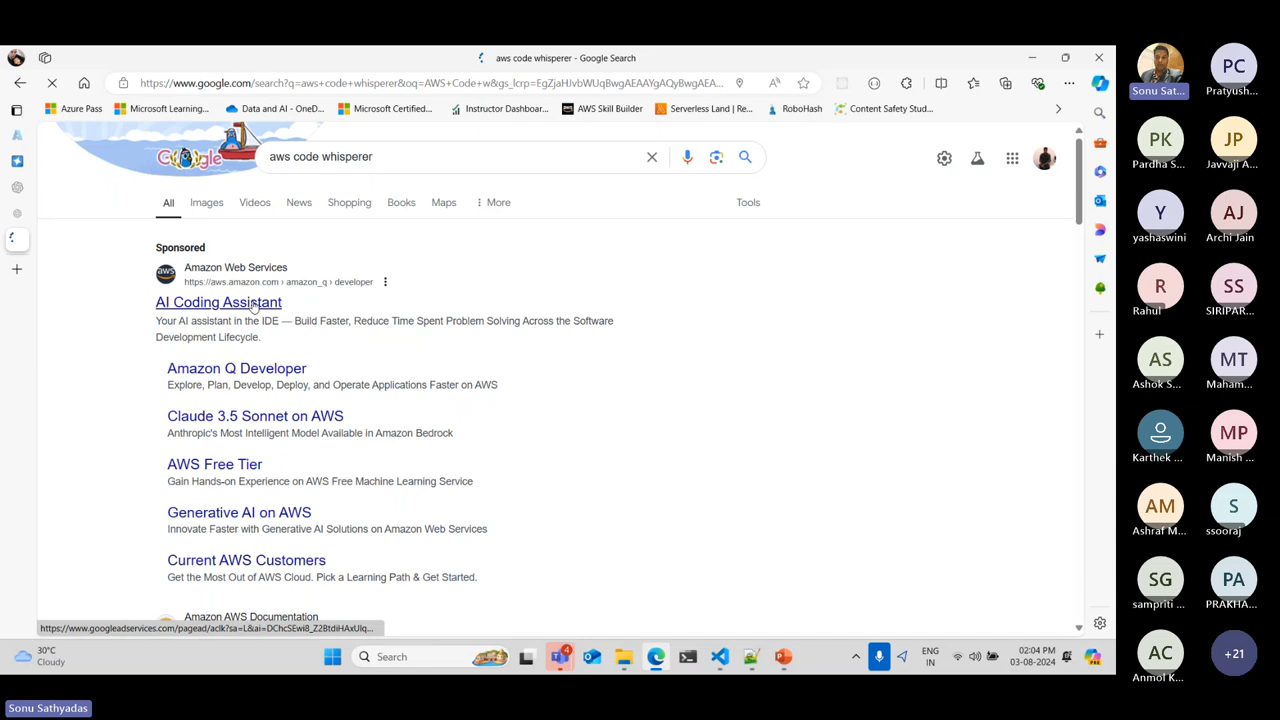 aws code whisperer - Google Search
https://www.google.com/search?q=aws+code+whisperer&oq=AWS+Code+w&gs_lcrp=EgZjaHJvbWUqBwgAEAAYgAQyBwgAEAA...
Azure Pass
Microsoft Learning...
Data and AI - OneD...
Microsoft Certified...
Instructor Dashboar...
AWS Skill Builder
Serverless Land | Re...
RoboHash
Content Safety Stud...
Google
aws code whisperer
All
Images
Videos
News
Shopping
Books
Maps
More
Tools
Sponsored
aws
Amazon Web Services
https://aws.amazon.com › amazon_q › developer
AI Coding Assistant
Your AI assistant in the IDE — Build Faster, Reduce Time Spent Problem Solving Across the Software
Development Lifecycle.
Amazon Q Developer
Explore, Plan, Develop, Deploy, and Operate Applications Faster on AWS
Claude 3.5 Sonnet on AWS
Anthropic's Most Intelligent Model Available in Amazon Bedrock
AWS Free Tier
Gain Hands-on Experience on AWS Free Machine Learning Service
Generative AI on AWS
Innovate Faster with Generative AI Solutions on Amazon Web Services
Current AWS Customers
Get the Most Out of AWS Cloud. Pick a Learning Path & Get Started.
Amazon AWS Documentation
30°C
Cloudy
Search
4
ENG
IN
02:04 PM
03-08-2024
Sonu Sat...
PC
Pratyush...
PK
Pardha S...
JP
Javvaji A...
Y
yashaswini
AJ
Archi Jain
R
Rahul
SS
SIRIPAR...
AS
Ashok S...
MT
Maham...
Karthek ...
MP
Manish ...
AM
Ashraf M...
S
ssooraj
SG
sampriti ...
PA
PRAKHA...
AC
Anmol K...
+21
Sonu Sathyadas